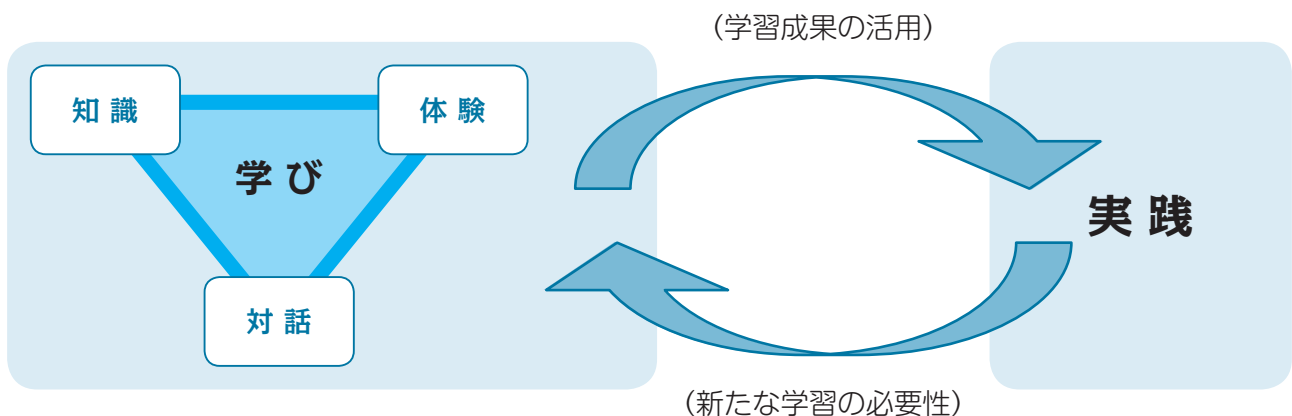 (学習成果の活用)
知識
体験
学び
対話
実践
(新たな学習の必要性)